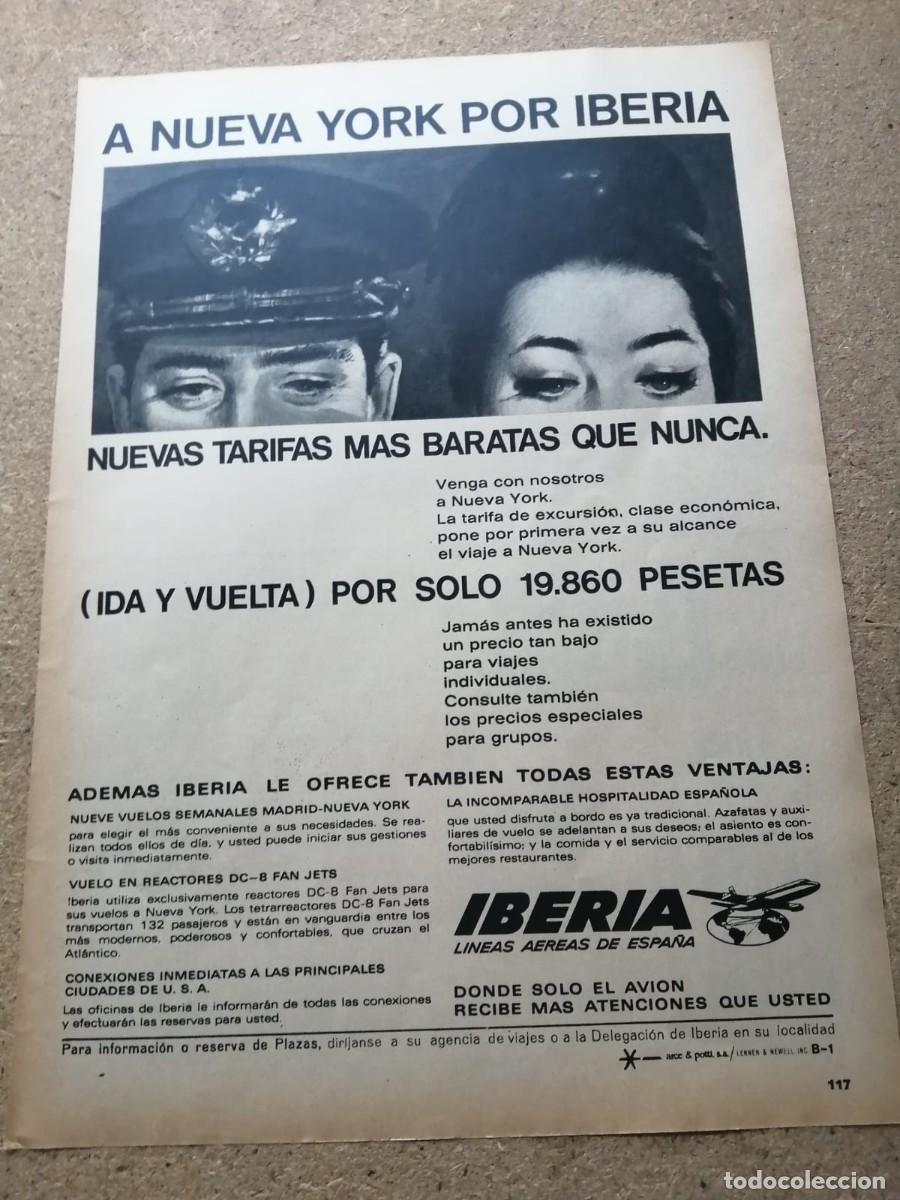 A NUEVA YORK POR IBERIA
NUEVAS TARIFAS MAS BARATAS QUE NUNCA.
Venga con nosotros
a Nueva York.
La tarifa de excursión, clase económica,
pone por primera vez a su alcance
el viaje a Nueva York.
(IDA Y VUELTA) POR SOLO 19.860 PESETAS
Jamás antes ha existido
un precio tan bajo
para viajes
individuales.
Consulte también
los precios especiales
para grupos.
ADEMAS IBERIA LE OFRECE TAMBIEN TODAS ESTAS VENTAJAS:
NUEVE VUELOS SEMANALES MADRID-NUEVA YORK
para elegir el más conveniente a sus necesidades. Se rea-
lizan todos ellos de día, y usted puede iniciar sus gestiones
o visita inmediatamente.
VUELO EN REACTORES DC-8 FAN JETS
Iberia utiliza exclusivamente reactores DC-8 Fan Jets para
sus vuelos a Nueva York. Los tetrarreactores DC-8 Fan Jets
transportan 132 pasajeros y están en vanguardia entre los
más modernos, poderosos y confortables, que cruzan el
Atlántico.
CONEXIONES INMEDIATAS A LAS PRINCIPALES
CIUDADES DE U. S. A.
Las oficinas de Iberia le informarán de todas las conexiones
y efectuarán las reservas para usted.
LA INCOMPARABLE HOSPITALIDAD ESPAÑOLA
que usted disfruta a bordo es ya tradicional. Azafatas y auxi-
liares de vuelo se adelantan a sus deseos; el asiento es con-
fortabilísimo; y la comida y el servicio comparables al de los
mejores restaurantes.
IBERIA
LINEAS AEREAS DE ESPAÑA
DONDE SOLO EL AVION
RECIBE MAS ATENCIONES QUE USTED
Para información o reserva de Plazas, diríjanse a su agencia de viajes o a la Delegación de Iberia en su localidad
arce & potti, s.a./LENNEN & NEWELL INC. B-1
117
todocoleccion